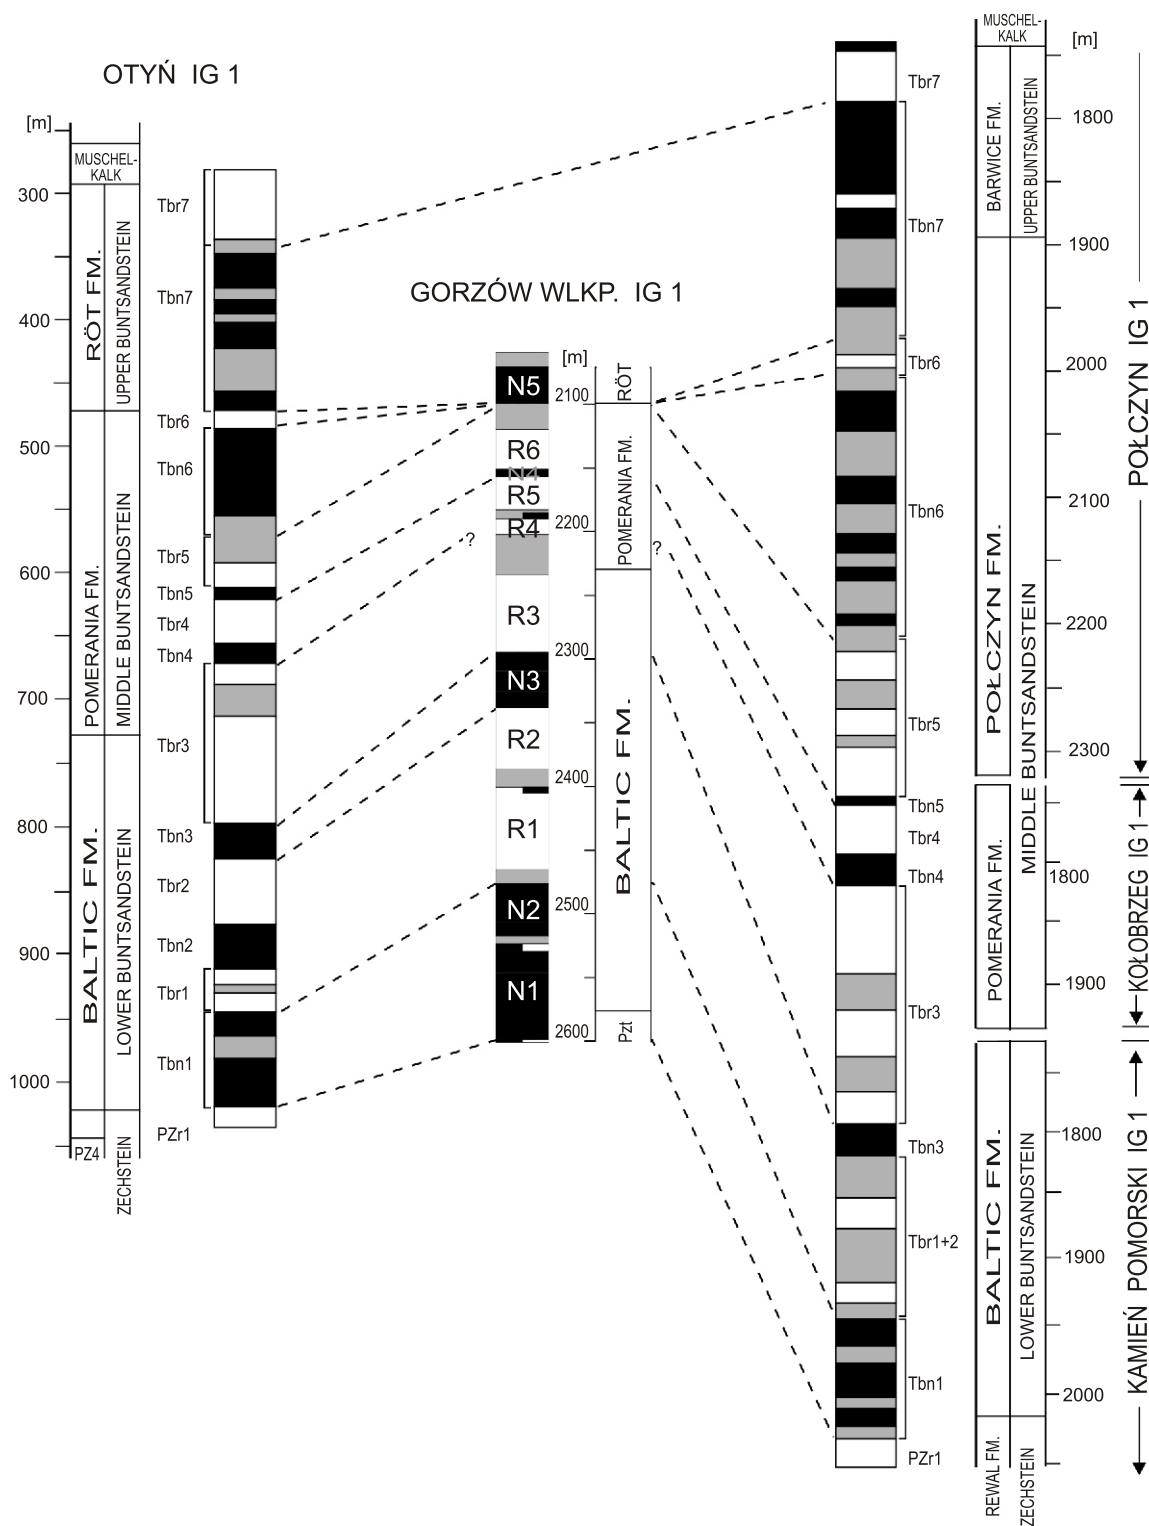 OTYŃ IG 1
[m]
MUSCHEL-
KALK
300
400
500
600
700
800
900
1000
RÖT FM.
UPPER BUNTSANDSTEIN
POMERANIA FM.
MIDDLE BUNTSANDSTEIN
BALTIC FM.
LOWER BUNTSANDSTEIN
PZ4
ZECHSTEIN
Tbr7
Tbn7
Tbr6
Tbn6
Tbr5
Tbn5
Tbr4
Tbn4
Tbr3
Tbn3
Tbr2
Tbn2
Tbr1
Tbn1
PZr1
GORZÓW WLKP. IG 1
[m]
N5
R6
N4
R5
R4
R3
N3
R2
R1
N2
N1
2100
2200
2300
2400
2500
2600
RÖT
POMERANIA FM.
BALTIC FM.
Pzt
?
?
Tbr7
Tbn7
Tbr6
Tbn6
Tbr5
Tbn5
Tbr4
Tbn4
Tbr3
Tbn3
Tbr1+2
Tbn1
PZr1
MUSCHEL-
KALK
[m]
BARWICE FM.
UPPER BUNTSANDSTEIN
POŁCZYN FM.
MIDDLE BUNTSANDSTEIN
POMERANIA FM.
BALTIC FM.
LOWER BUNTSANDSTEIN
REWAL FM.
ZECHSTEIN
1800
1900
2000
2100
2200
2300
1800
1900
1800
1900
2000
POŁCZYN IG 1
KOŁOBRZEG IG 1
KAMIEŃ POMORSKI IG 1